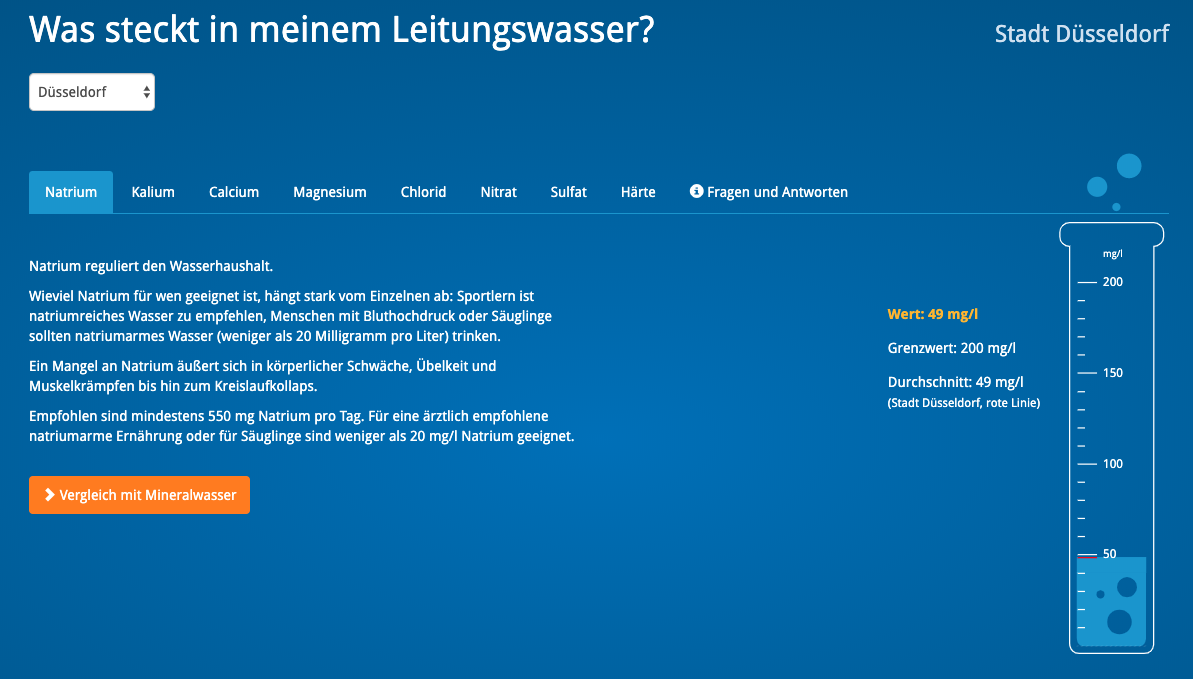 Was steckt in meinem Leitungswasser?
Stadt Düsseldorf
Düsseldorf
Natrium
Kalium
Calcium
Magnesium
Chlorid
Nitrat
Sulfat
Härte
Fragen und Antworten
Natrium reguliert den Wasserhaushalt.
Wieviel Natrium für wen geeignet ist, hängt stark vom Einzelnen ab: Sportlern ist
natriumreiches Wasser zu empfehlen, Menschen mit Bluthochdruck oder Säuglinge
sollten natriumarmes Wasser (weniger als 20 Milligramm pro Liter) trinken.
Ein Mangel an Natrium äußert sich in körperlicher Schwäche, Übelkeit und
Muskelkrämpfen bis hin zum Kreislaufkollaps.
Empfohlen sind mindestens 550 mg Natrium pro Tag. Für eine ärztlich empfohlene
natriumarme Ernährung oder für Säuglinge sind weniger als 20 mg/l Natrium geeignet.
Vergleich mit Mineralwasser
Wert: 49 mg/l
Grenzwert: 200 mg/l
Durchschnitt: 49 mg/l
(Stadt Düsseldorf, rote Linie)
mg/l
200
150
100
50